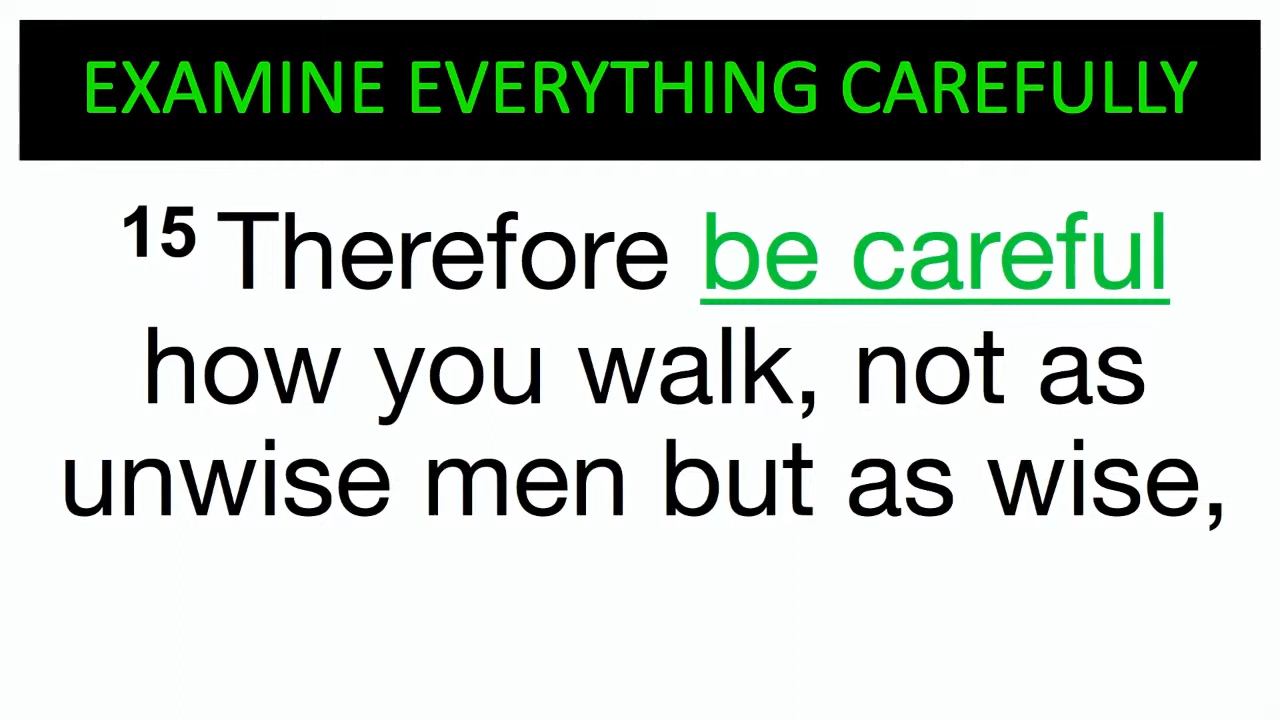 EXAMINE EVERYTHING CAREFULLY
15 Therefore be careful
how you walk, not as
unwise men but as wise,